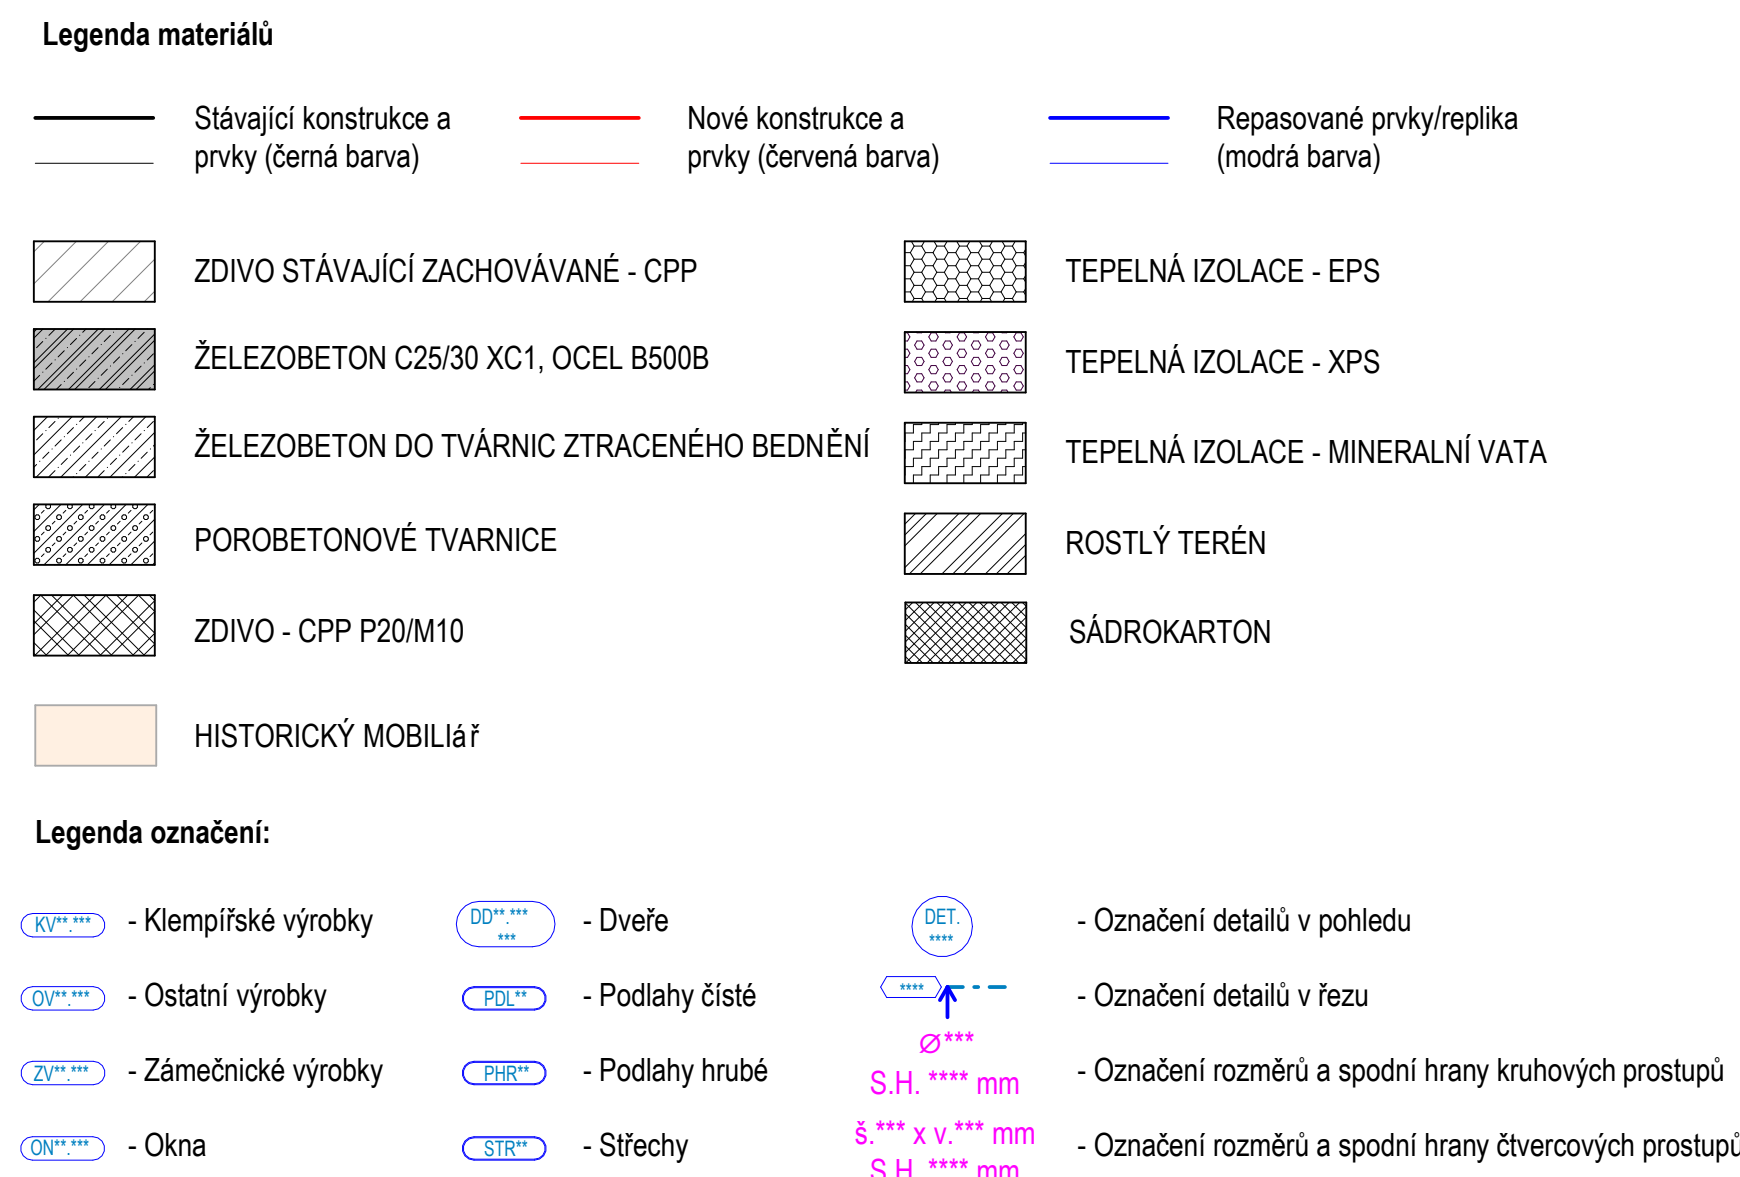 Legenda materiálů
Stávající konstrukce a
prvky (černá barva)
Nové konstrukce a
prvky (červená barva)
Repasované prvky/replika
(modrá barva)
ZDIVO STÁVAJÍCÍ ZACHOVÁVANÉ - CPP
TEPELNÁ IZOLACE - EPS
ŽELEZOBETON C25/30 XC1, OCEL B500B
TEPELNÁ IZOLACE - XPS
ŽELEZOBETON DO TVÁRNIC ZTRACENÉHO BEDNĚNÍ
TEPELNÁ IZOLACE - MINERALNÍ VATA
POROBETONOVÉ TVARNICE
ROSTLÝ TERÉN
ZDIVO - CPP P20/M10
SÁDROKARTON
HISTORICKÝ MOBILIář
Legenda označení:
KV**.*** - Klempířské výrobky
DD**.***
***
- Dveře
DET.
****
- Označení detailů v pohledu
OV**.*** - Ostatní výrobky
PDL** - Podlahy čísté
**** - Označení detailů v řezu
ZV**.*** - Zámečnické výrobky
PHR** - Podlahy hrubé
Ø***
S.H. **** mm
- Označení rozměrů a spodní hrany kruhových prostupů
ON**.*** - Okna
STR** - Střechy
š.*** x v.*** mm
S.H. **** mm
- Označení rozměrů a spodní hrany čtvercových prostupů